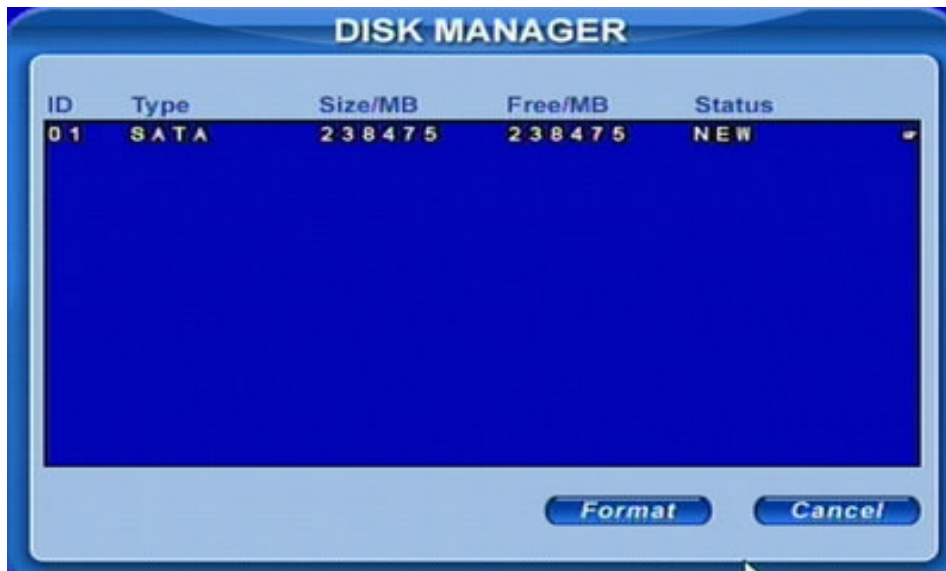 DISK MANAGER
ID Type Size/MB Free/MB Status
01 SATA 238475 238475 NEW
Format Cancel